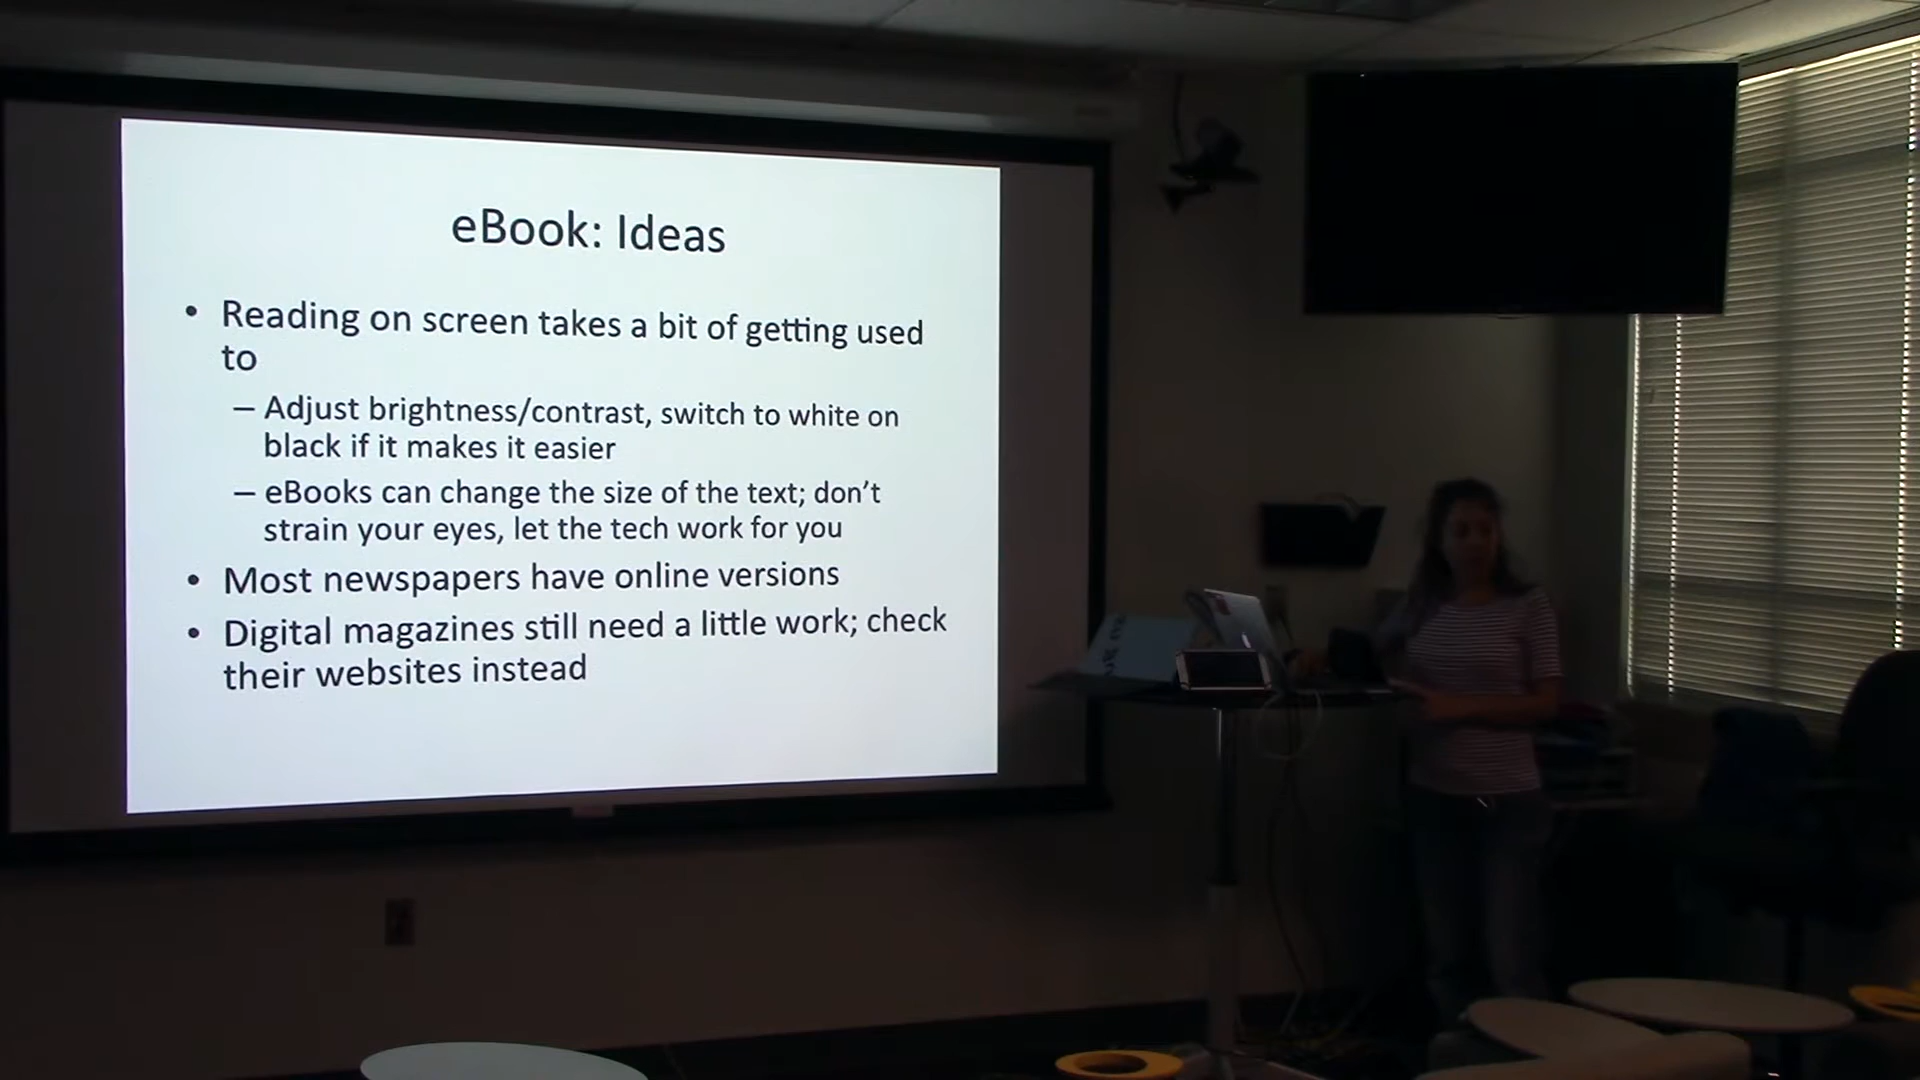 eBook: Ideas
• Reading on screen takes a bit of getting used
to
– Adjust brightness/contrast, switch to white on
black if it makes it easier
– eBooks can change the size of the text; don’t
strain your eyes, let the tech work for you
• Most newspapers have online versions
• Digital magazines still need a little work; check
their websites instead